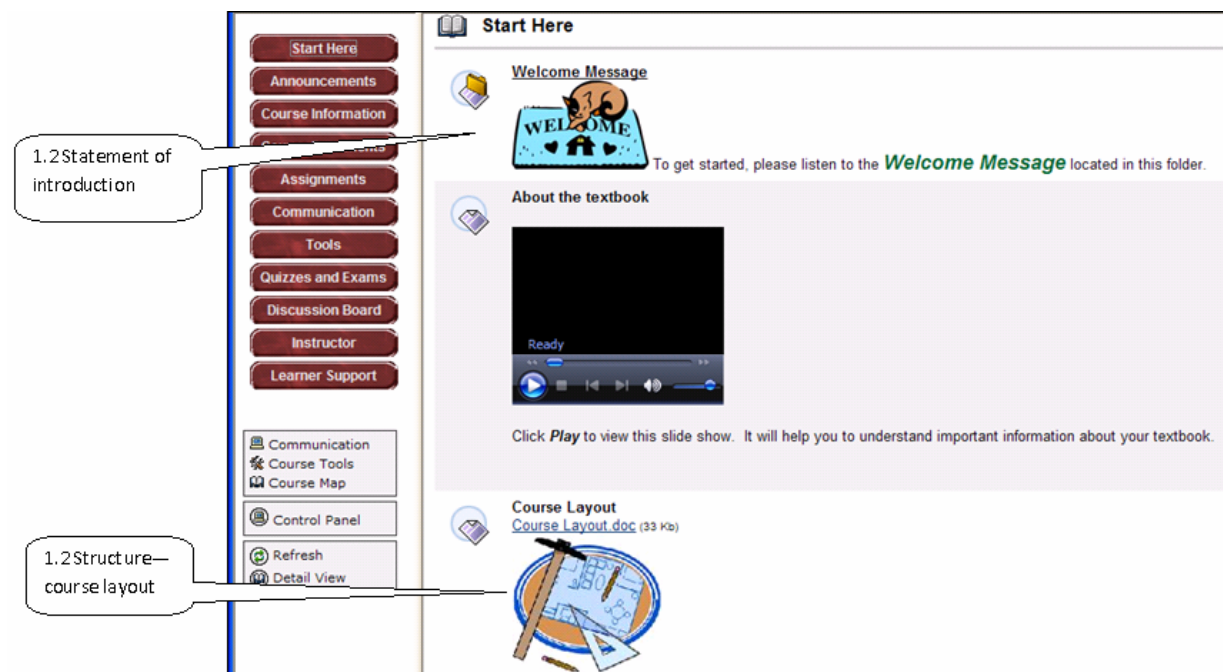 Start Here
Announcements
Course Information
ents
Assignments
Communication
Tools
Quizzes and Exams
Discussion Board
Instructor
Learner Support
Communication
Course Tools
Course Map
Control Panel
Refresh
Detail View
1.2 Statement of
introduction
1.2 Structure—
course layout
Start Here
Welcome Message
WELCOME
To get started, please listen to the Welcome Message located in this folder.
About the textbook
Ready
Click Play to view this slide show. It will help you to understand important information about your textbook.
Course Layout
Course Layout.doc (33 Kb)